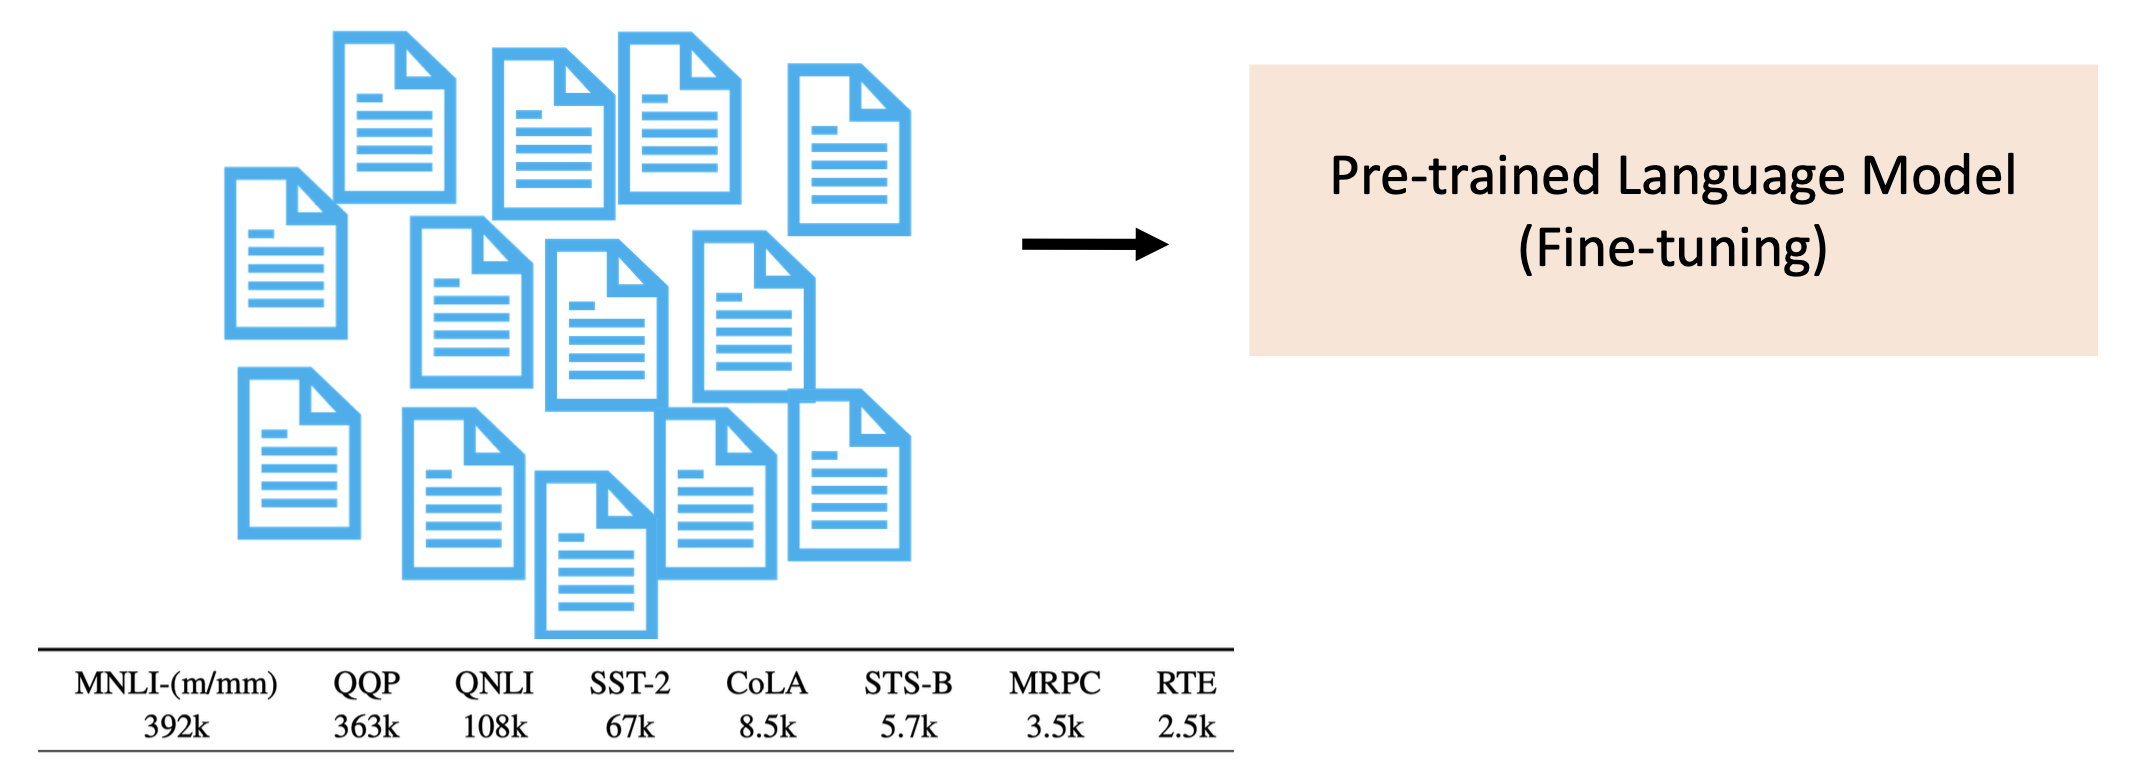 Pre-trained Language Model
(Fine-tuning)
MNLI-(m/mm) QQP QNLI SST-2 CoLA STS-B MRPC RTE
392k 363k 108k 67k 8.5k 5.7k 3.5k 2.5k